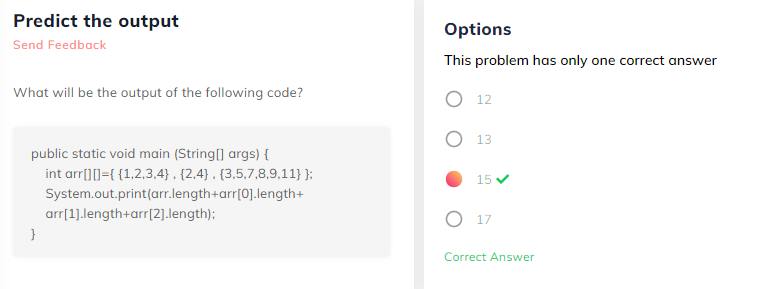 Predict the output
Send Feedback
What will be the output of the following code?
public static void main (String[] args) {
int arr[][]={ {1,2,3,4} , {2,4} , {3,5,7,8,9,11} };
System.out.print(arr.length+arr[0].length+
arr[1].length+arr[2].length);
}
Options
This problem has only one correct answer
12
13
15
17
Correct Answer